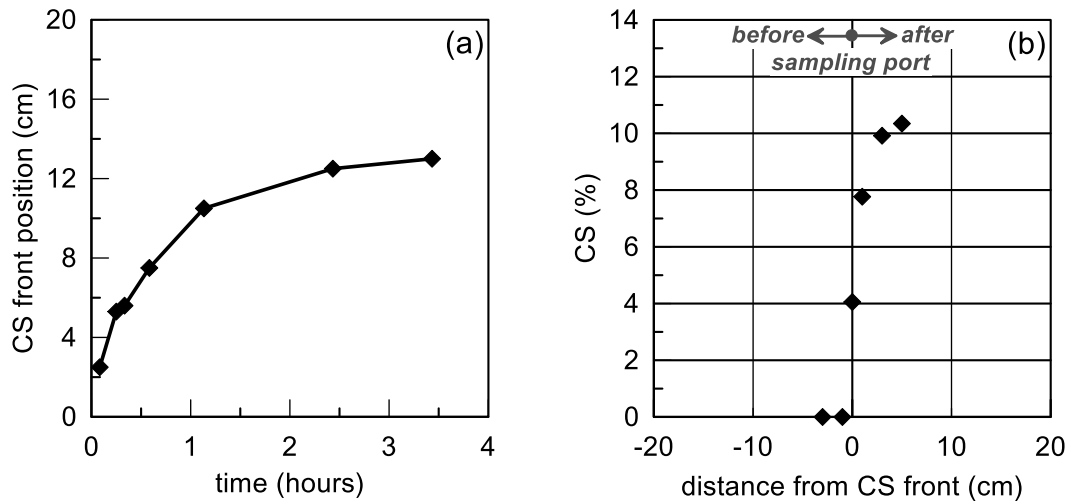 (a)
CS front position (cm)
20
16
12
8
4
0
0 1 2 3 4
time (hours)
(b)
before after
sampling port
CS (%)
14
12
10
8
6
4
2
0
-20 -10 0 10 20
distance from CS front (cm)